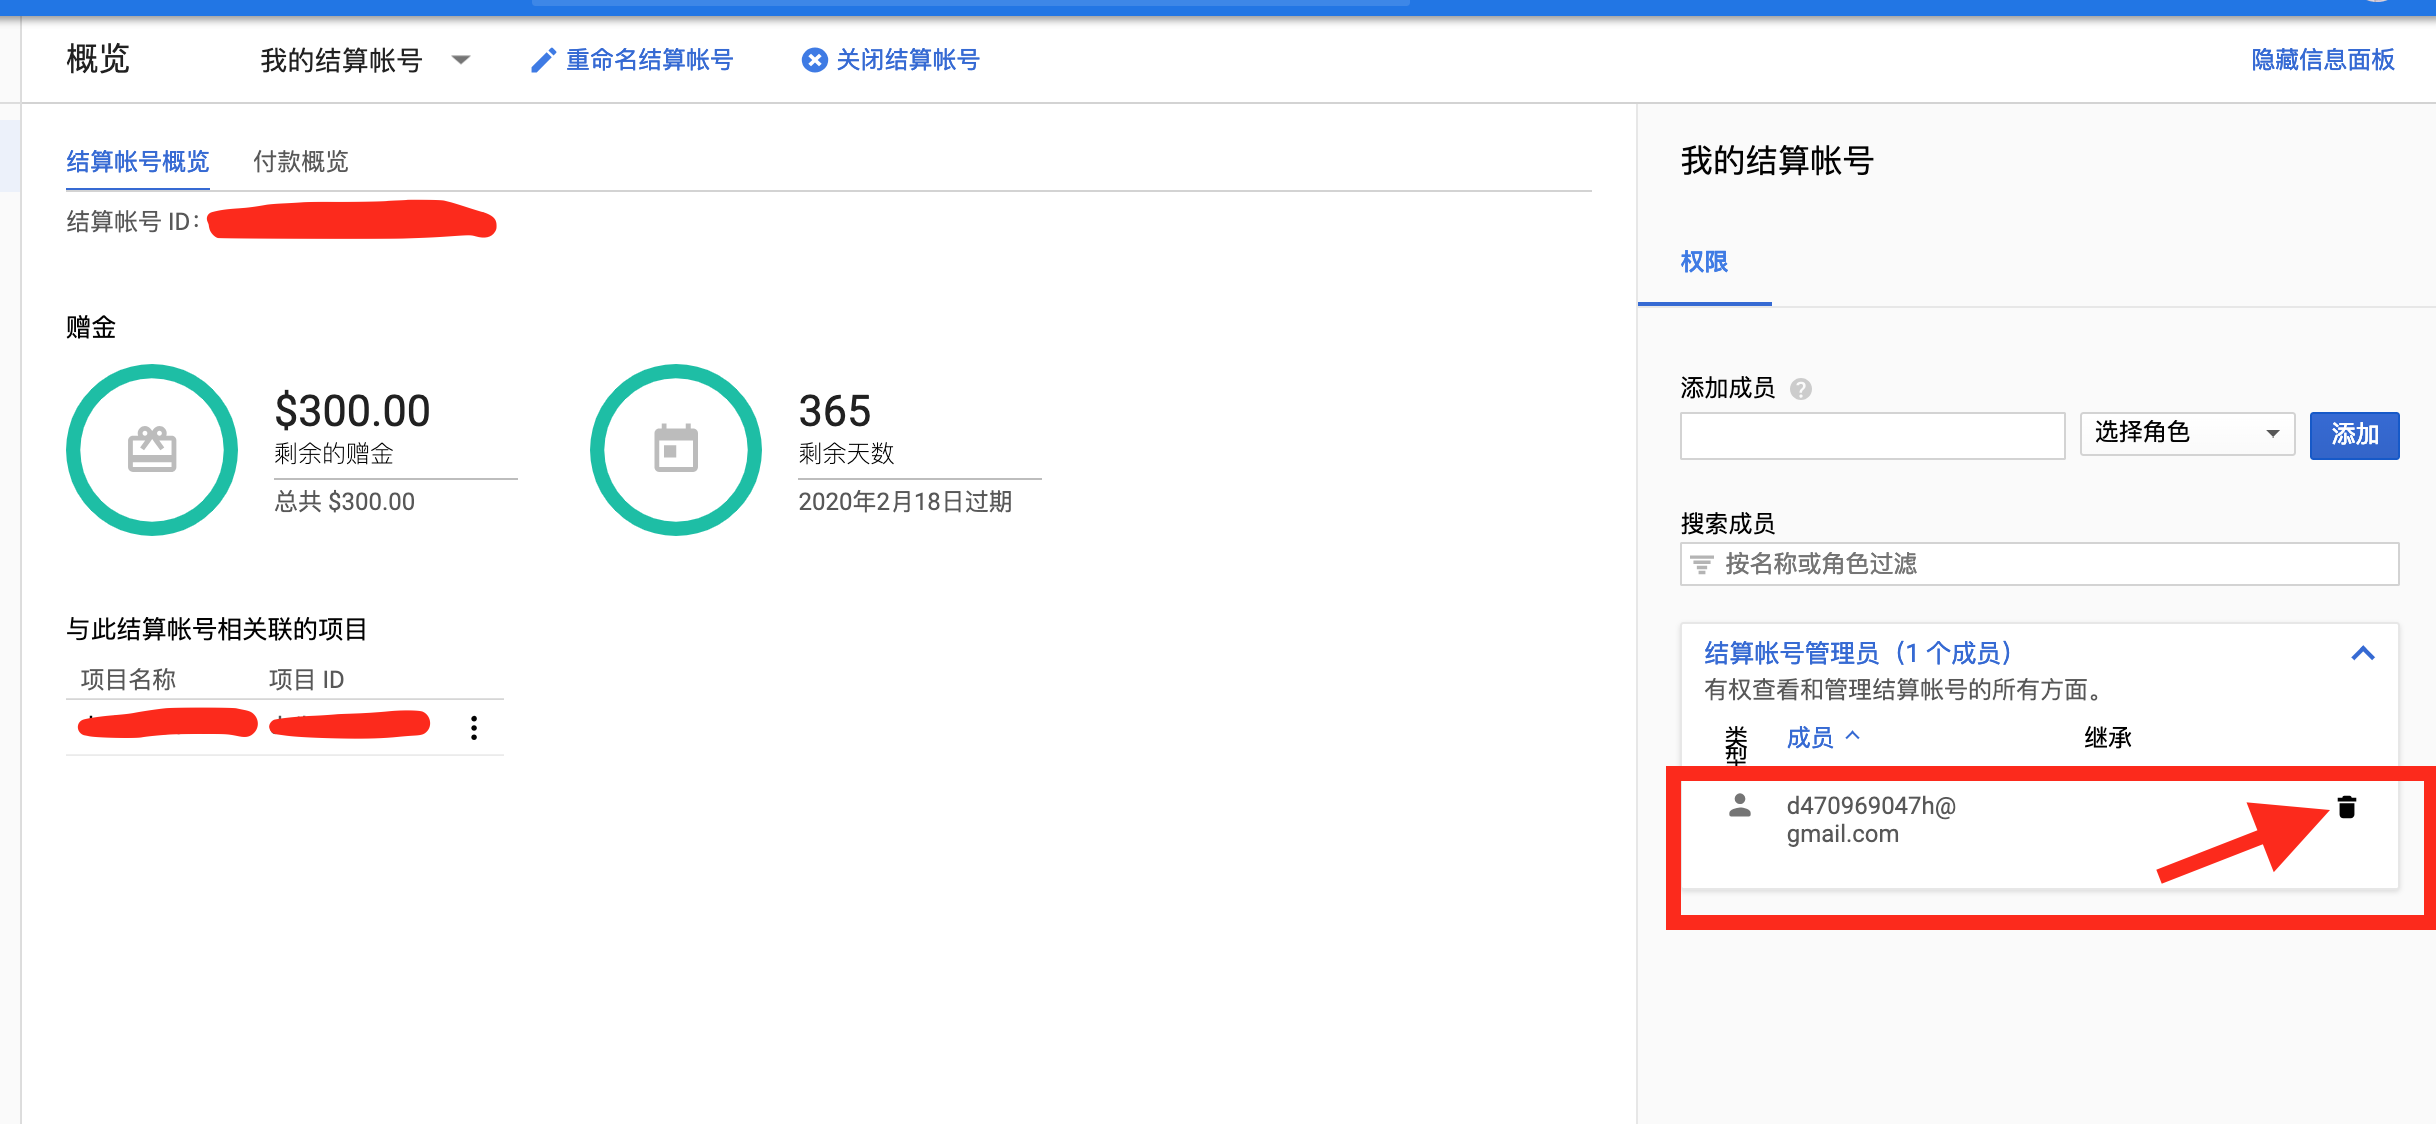 概览
我的结算帐号
重命名结算帐号
关闭结算帐号
隐藏信息面板
结算帐号概览
付款概览
结算帐号 ID:
赠金
$300.00
剩余的赠金
总共 $300.00
365
剩余天数
2020年2月18日过期
与此结算帐号相关联的项目
项目名称 项目 ID
我的结算帐号
权限
添加成员
选择角色
添加
搜索成员
按名称或角色过滤
结算帐号管理员（1 个成员）
有权查看和管理结算帐号的所有方面。
类型
成员
继承
d470969047h@
gmail.com